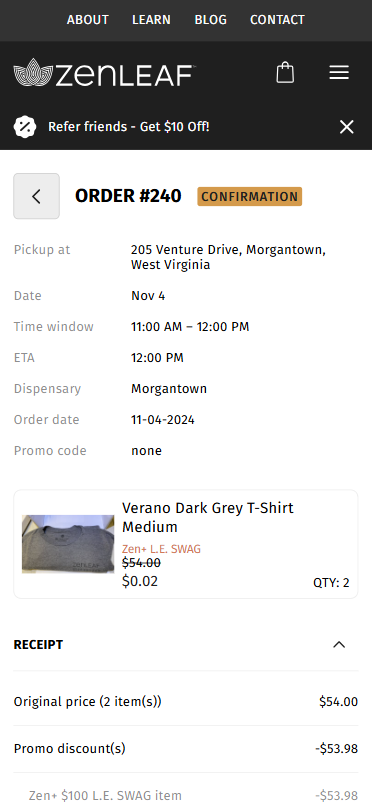 ABOUT LEARN BLOG CONTACT
ZENLEAF
Refer friends - Get $10 Off!
ORDER #240 CONFIRMATION
Pickup at 205 Venture Drive, Morgantown,
West Virginia
Date Nov 4
Time window 11:00 AM – 12:00 PM
ETA 12:00 PM
Dispensary Morgantown
Order date 11-04-2024
Promo code none
Verano Dark Grey T-Shirt
Medium
Zen+ L.E. SWAG
$54.00
$0.02 QTY: 2
ZENLEAF
RECEIPT
Original price (2 item(s)) $54.00
Promo discount(s) -$53.98
Zen+ $100 L.E. SWAG item -$53.98